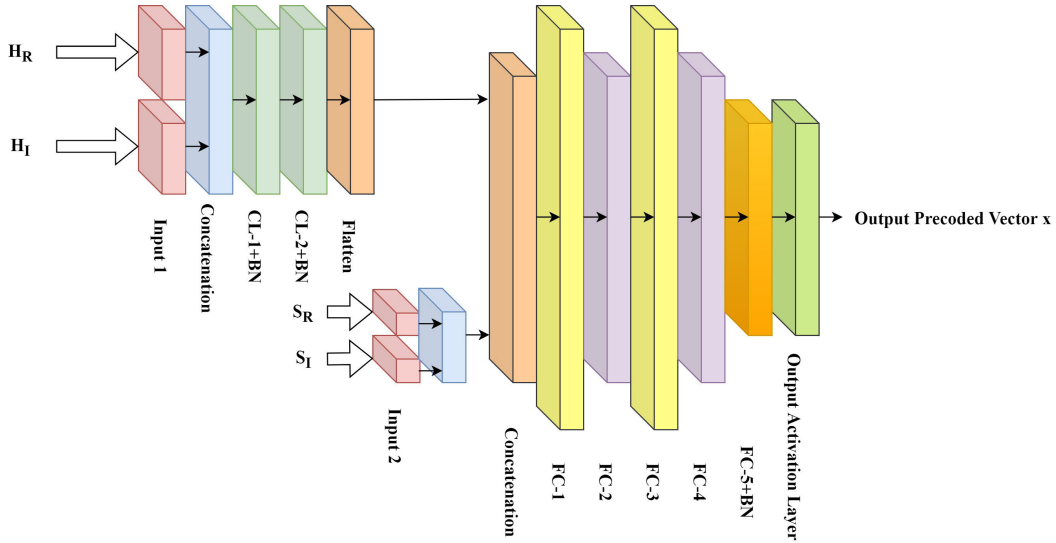 H_R
H_I
Input 1
Concatenation
CL-1+BN
CL-2+BN
Flatten
S_R
S_I
Input 2
Concatenation
FC-1
FC-2
FC-3
FC-4
FC-5+BN
Output Activation Layer
Output Precoded Vector x